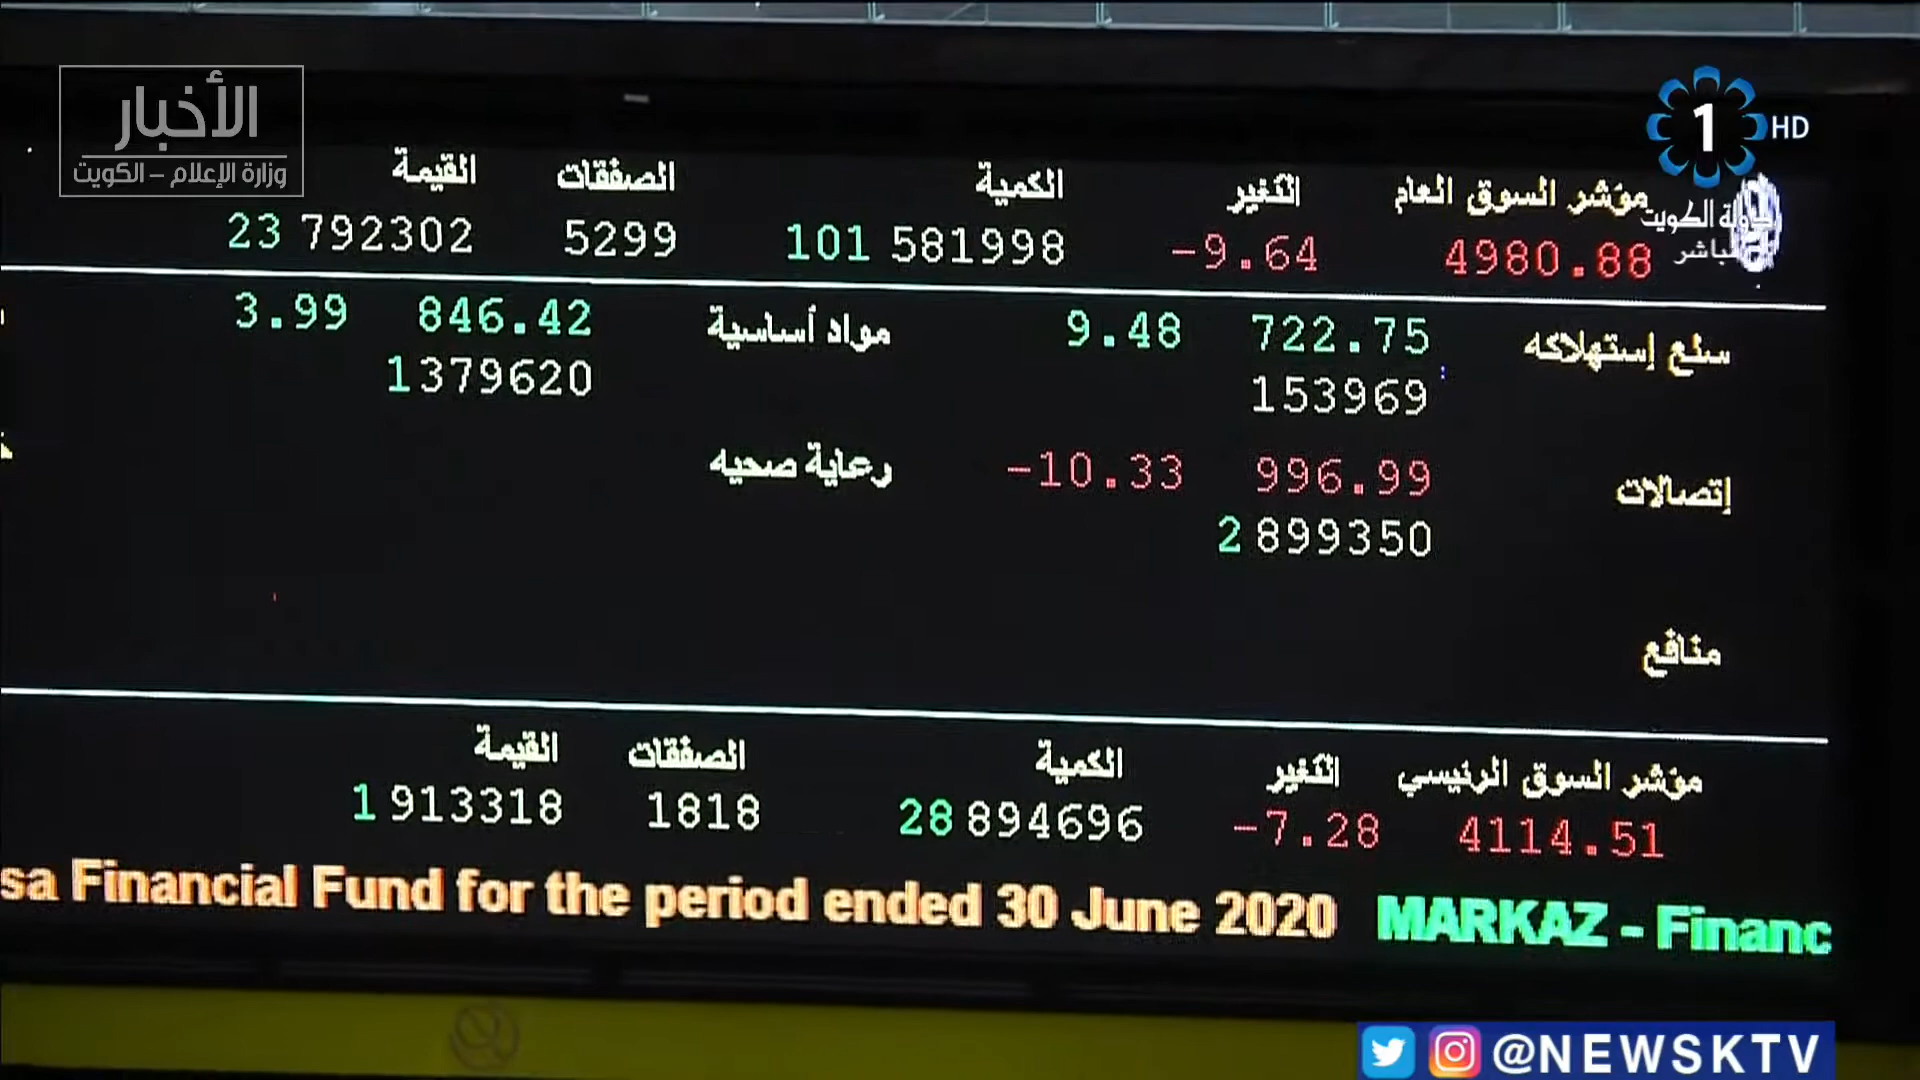 الأخبار
وزارة الإعلام – الكويت
1 HD
دولة الكويت
مباشر
مؤشر السوق العام التغير الكمية الصفقات القيمة
4980.88 -9.64 101 581998 5299 23 792302
سلع إستهلاكه 722.75 9.48 مواد أساسية 846.42 3.99
153969 1379620
إتصالات 996.99 -10.33 رعاية صحيه
2 899350
منافع
مؤشر السوق الرئيسي التغير الكمية الصفقات القيمة
4114.51 -7.28 28 894696 1818 1 913318
sa Financial Fund for the period ended 30 June 2020 MARKAZ - Financ
@NEWSKTV